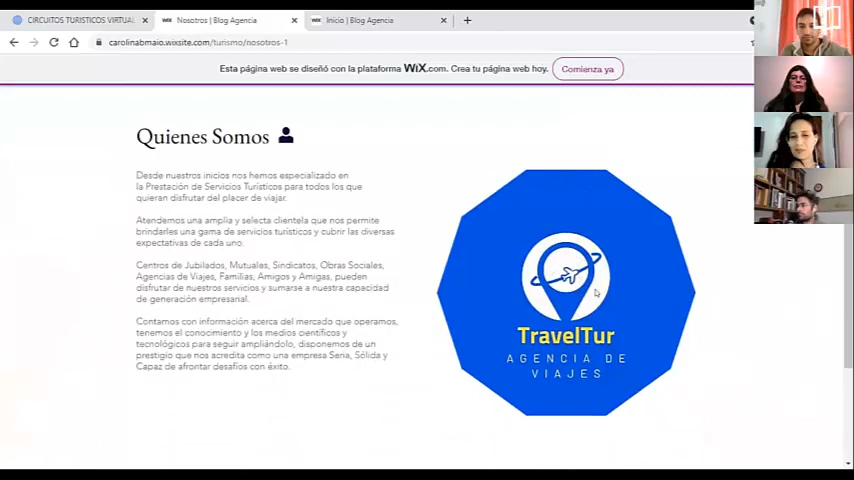 CIRCUITOS TURISTICOS VIRTUAL
Nosotros | Blog Agencia
Inicio | Blog Agencia
carolinabmaio.wixsite.com/turismo/nosotros-1
Esta página web se diseñó con la plataforma WiX.com. Crea tu página web hoy.
Comienza ya
Quienes Somos
Desde nuestros inicios nos hemos especializado en
la Prestación de Servicios Turísticos para todos los que
quieran disfrutar del placer de viajar.
Atendemos una amplia y selecta clientela que nos permite
brindarles una gama de servicios turísticos y cubrir las diversas
expectativas de cada uno.
Centros de Jubilados, Mutuales, Sindicatos, Obras Sociales,
Agencias de Viajes, Familias, Amigos y Amigas, pueden
disfrutar de nuestros servicios y sumarse a nuestra capacidad
de generación empresarial.
Contamos con información acerca del mercado que operamos,
tenemos el conocimiento y los medios científicos y
tecnológicos para seguir ampliándolo, disponemos de un
prestigio que nos acredita como una empresa Seria, Sólida y
Capaz de afrontar desafíos con éxito.
TravelTur
AGENCIA DE
VIAJES